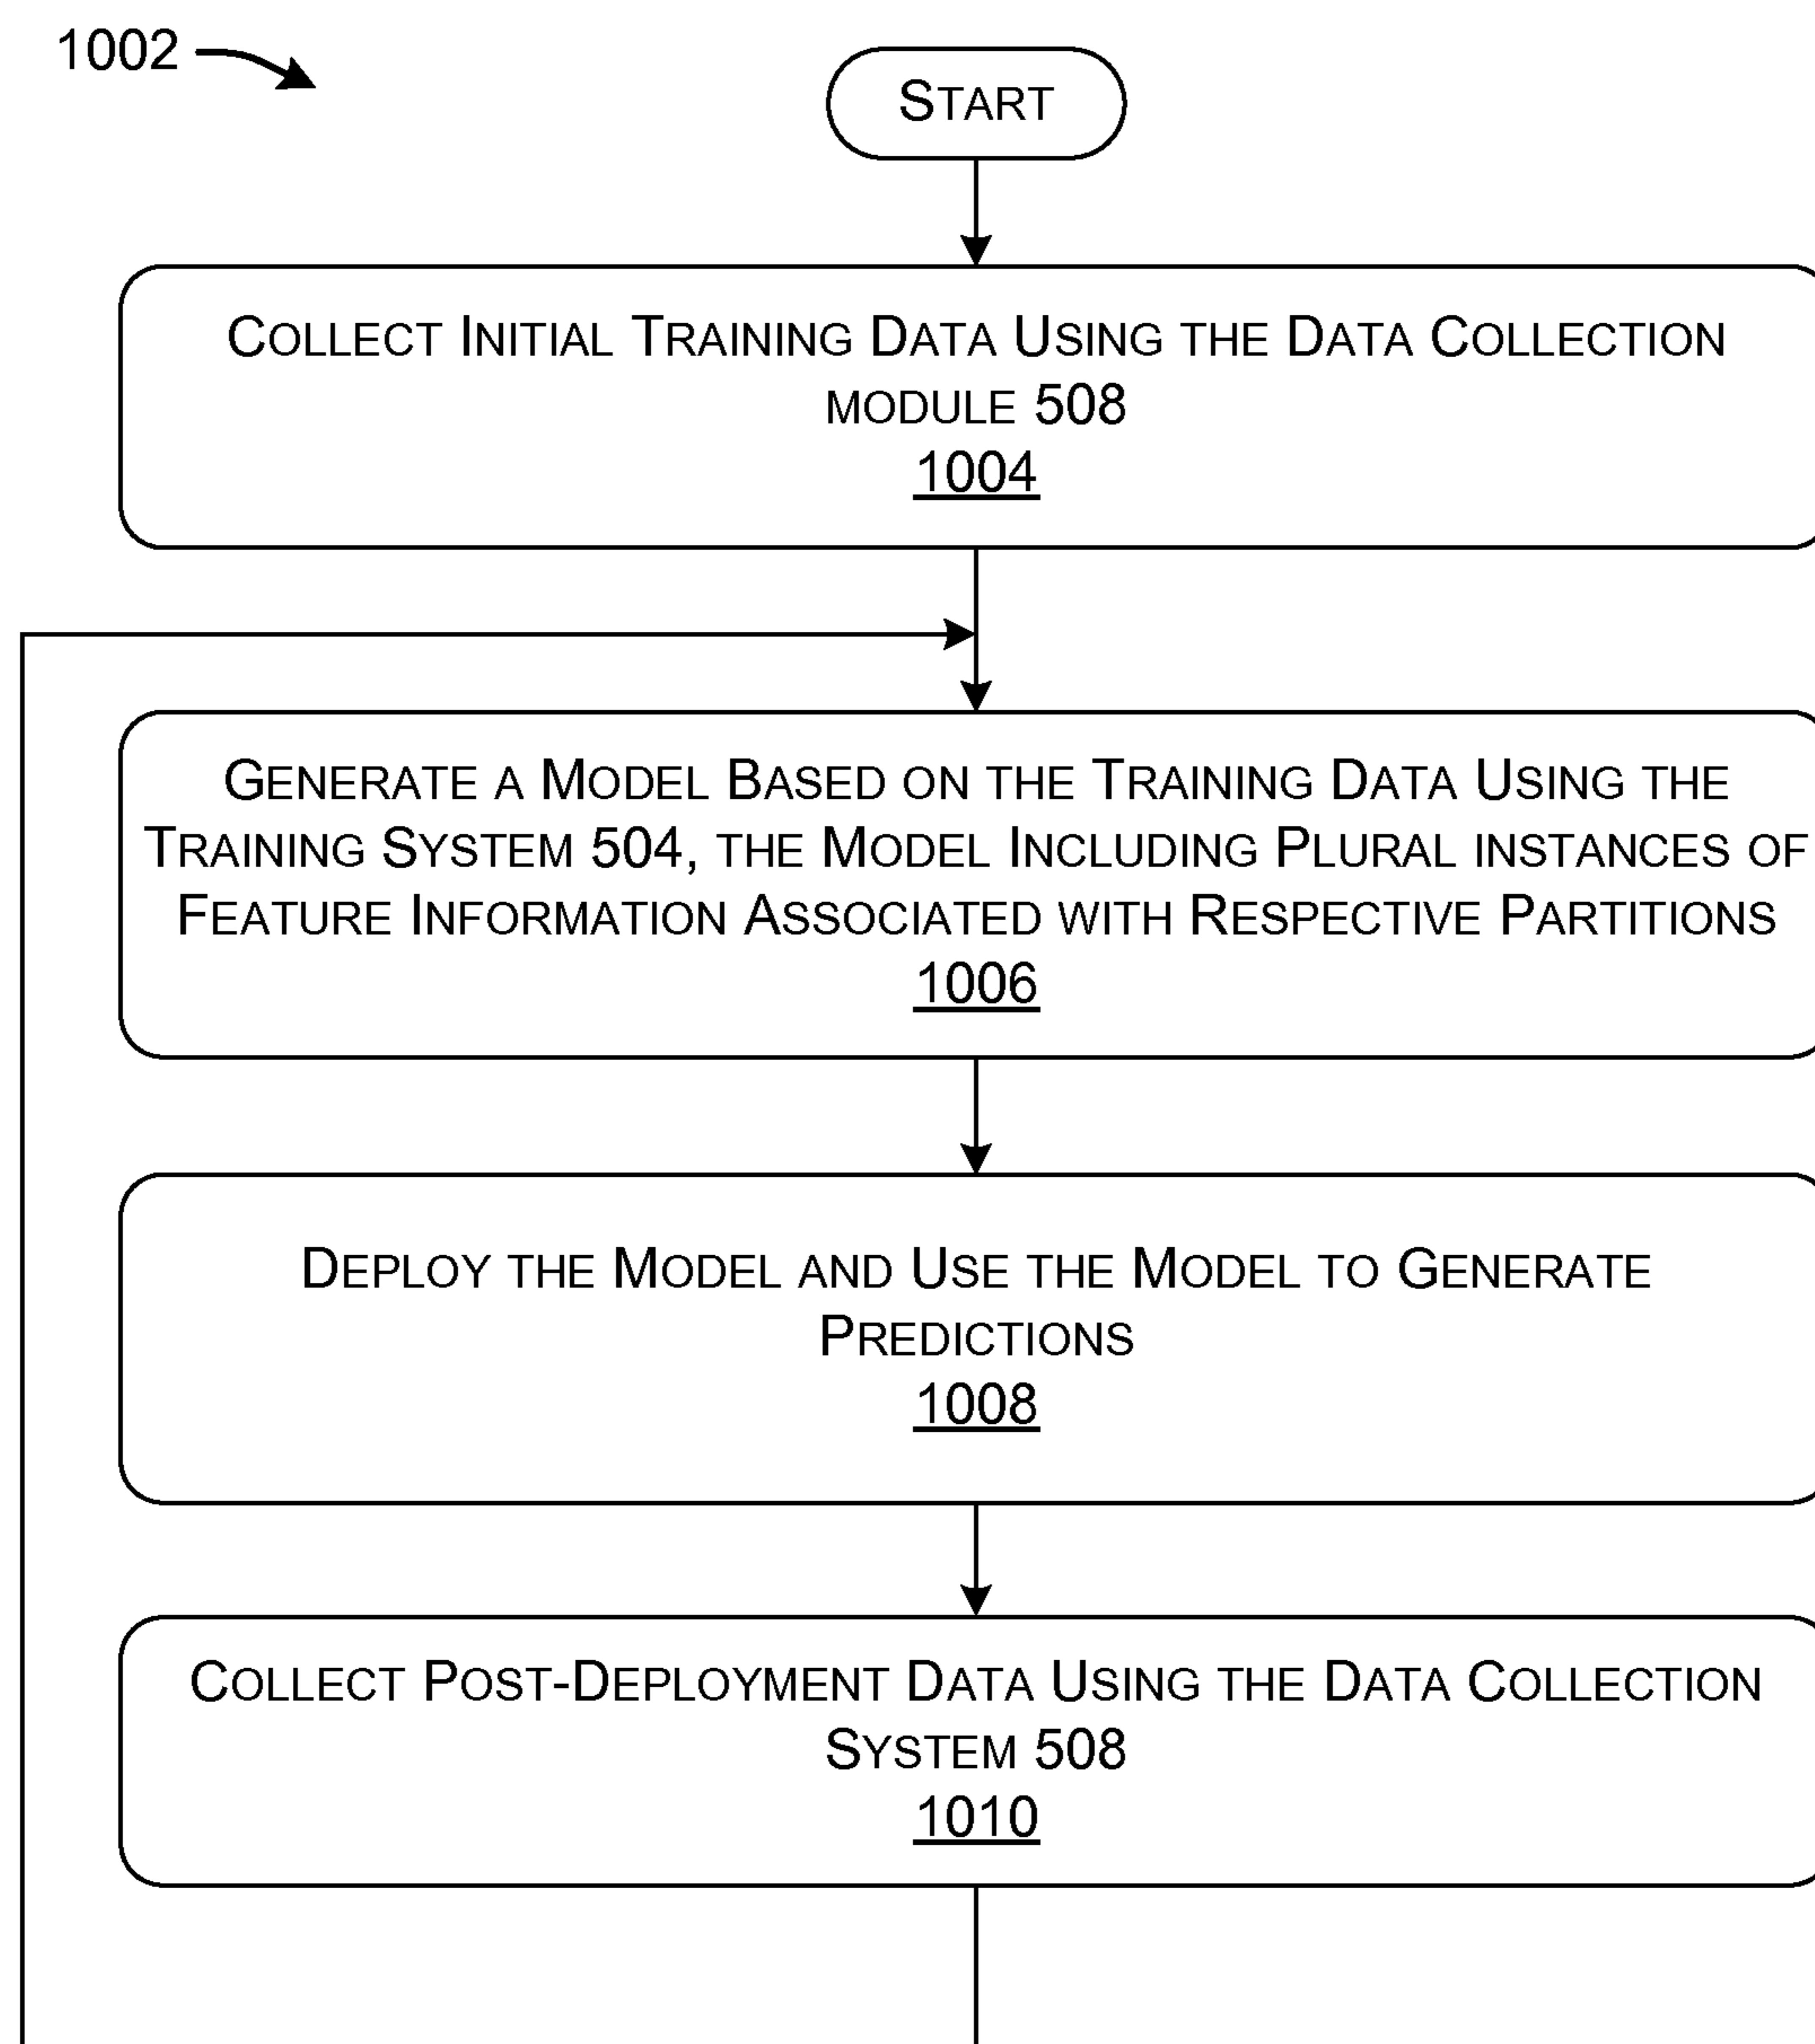 1002
START
COLLECT INITIAL TRAINING DATA USING THE DATA COLLECTION
MODULE 508
1004
GENERATE A MODEL BASED ON THE TRAINING DATA USING THE
TRAINING SYSTEM 504, THE MODEL INCLUDING PLURAL INSTANCES OF
FEATURE INFORMATION ASSOCIATED WITH RESPECTIVE PARTITIONS
1006
DEPLOY THE MODEL AND USE THE MODEL TO GENERATE
PREDICTIONS
1008
COLLECT POST-DEPLOYMENT DATA USING THE DATA COLLECTION
SYSTEM 508
1010